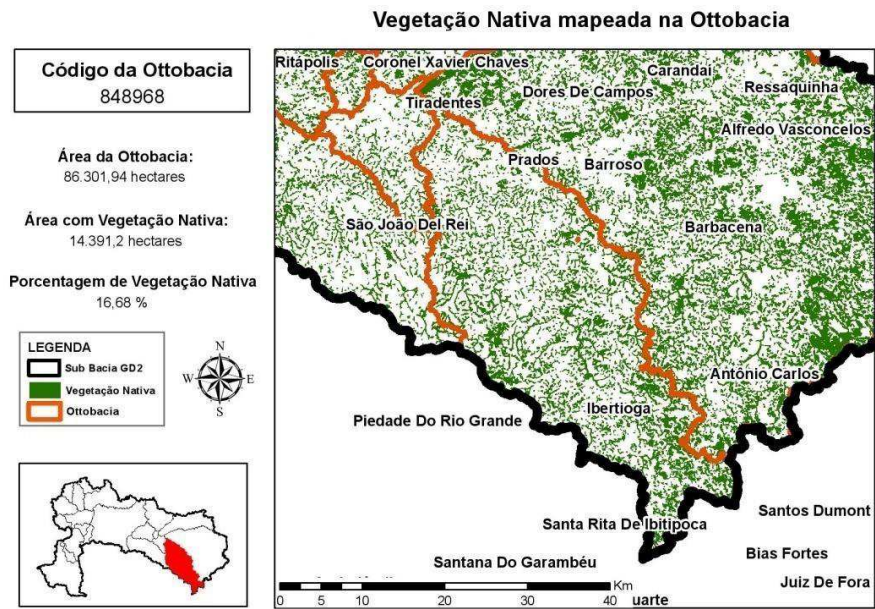 Vegetação Nativa mapeada na Ottobacia
Código da Ottobacia
848968
Área da Ottobacia:
86.301,94 hectares
Área com Vegetação Nativa:
14.391,2 hectares
Porcentagem de Vegetação Nativa
16,68 %
LEGENDA
Sub Bacia GD2
Vegetação Nativa
Ottobacia
N
W
E
S
Ritápolis
Coronel Xavier Chaves
Carandaí
Ressaquinha
Dores De Campos
Tiradentes
Alfredo Vasconcelos
Prados
Barroso
São João Del Rei
Barbacena
Antônio Carlos
Ibertioga
Piedade Do Rio Grande
Santos Dumont
Santa Rita De Ibitipoca
Bias Fortes
Santana Do Garambéu
Juiz De Fora
Km
0 5 10 20 30 40
uarte